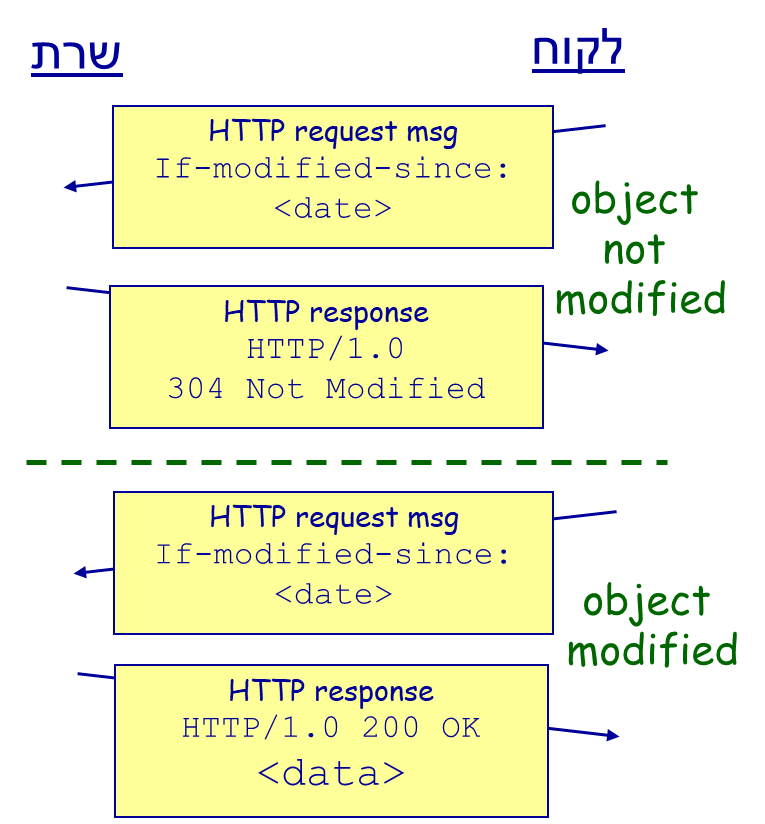 שרת
לקוח
HTTP request msg
If-modified-since:
<date>
object
not
modified
HTTP response
HTTP/1.0
304 Not Modified
HTTP request msg
If-modified-since:
<date>
object
modified
HTTP response
HTTP/1.0 200 OK
<data>